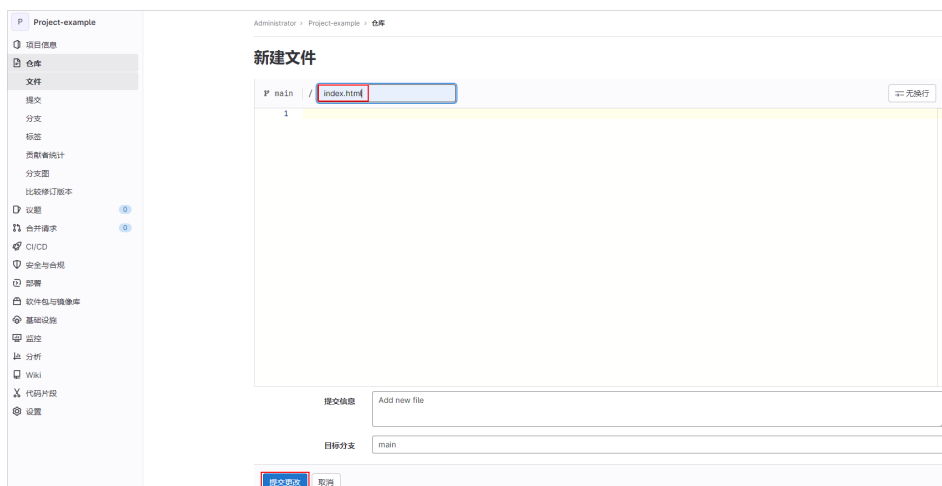 P Project-example
项目信息
仓库
文件
提交
分支
标签
贡献者统计
分支图
比较修订版本
议题 0
合并请求 0
CI/CD
安全与合规
部署
软件包与镜像库
基础设施
监控
分析
Wiki
代码片段
设置
Administrator > Project-example > 仓库
新建文件
main / index.html 无换行
1
提交信息 Add new file
目标分支 main
提交更改 取消